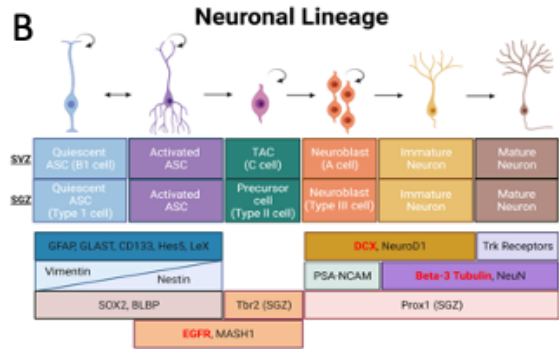 B
Neuronal Lineage
SVZ
Quiescent
ASC (B1 cell)
Activated
ASC
TAC
(C cell)
Neuroblast
(A cell)
Immature
Neuron
Mature
Neuron
SGZ
Quiescent
ASC (Type 1 cell)
Activated
ASC
Precursor
cell
(Type II cell)
Neuroblast
(Type III cell)
Immature
Neuron
Mature
Neuron
GFAP, GLAST, CD133, Hes5, LeX
DCX, NeuroD1
Trk Receptors
Vimentin
Nestin
PSA-NCAM
Beta-3 Tubulin, NeuN
SOX2, BLBP
Tbr2 (SGZ)
Prox1 (SGZ)
EGFR, MASH1